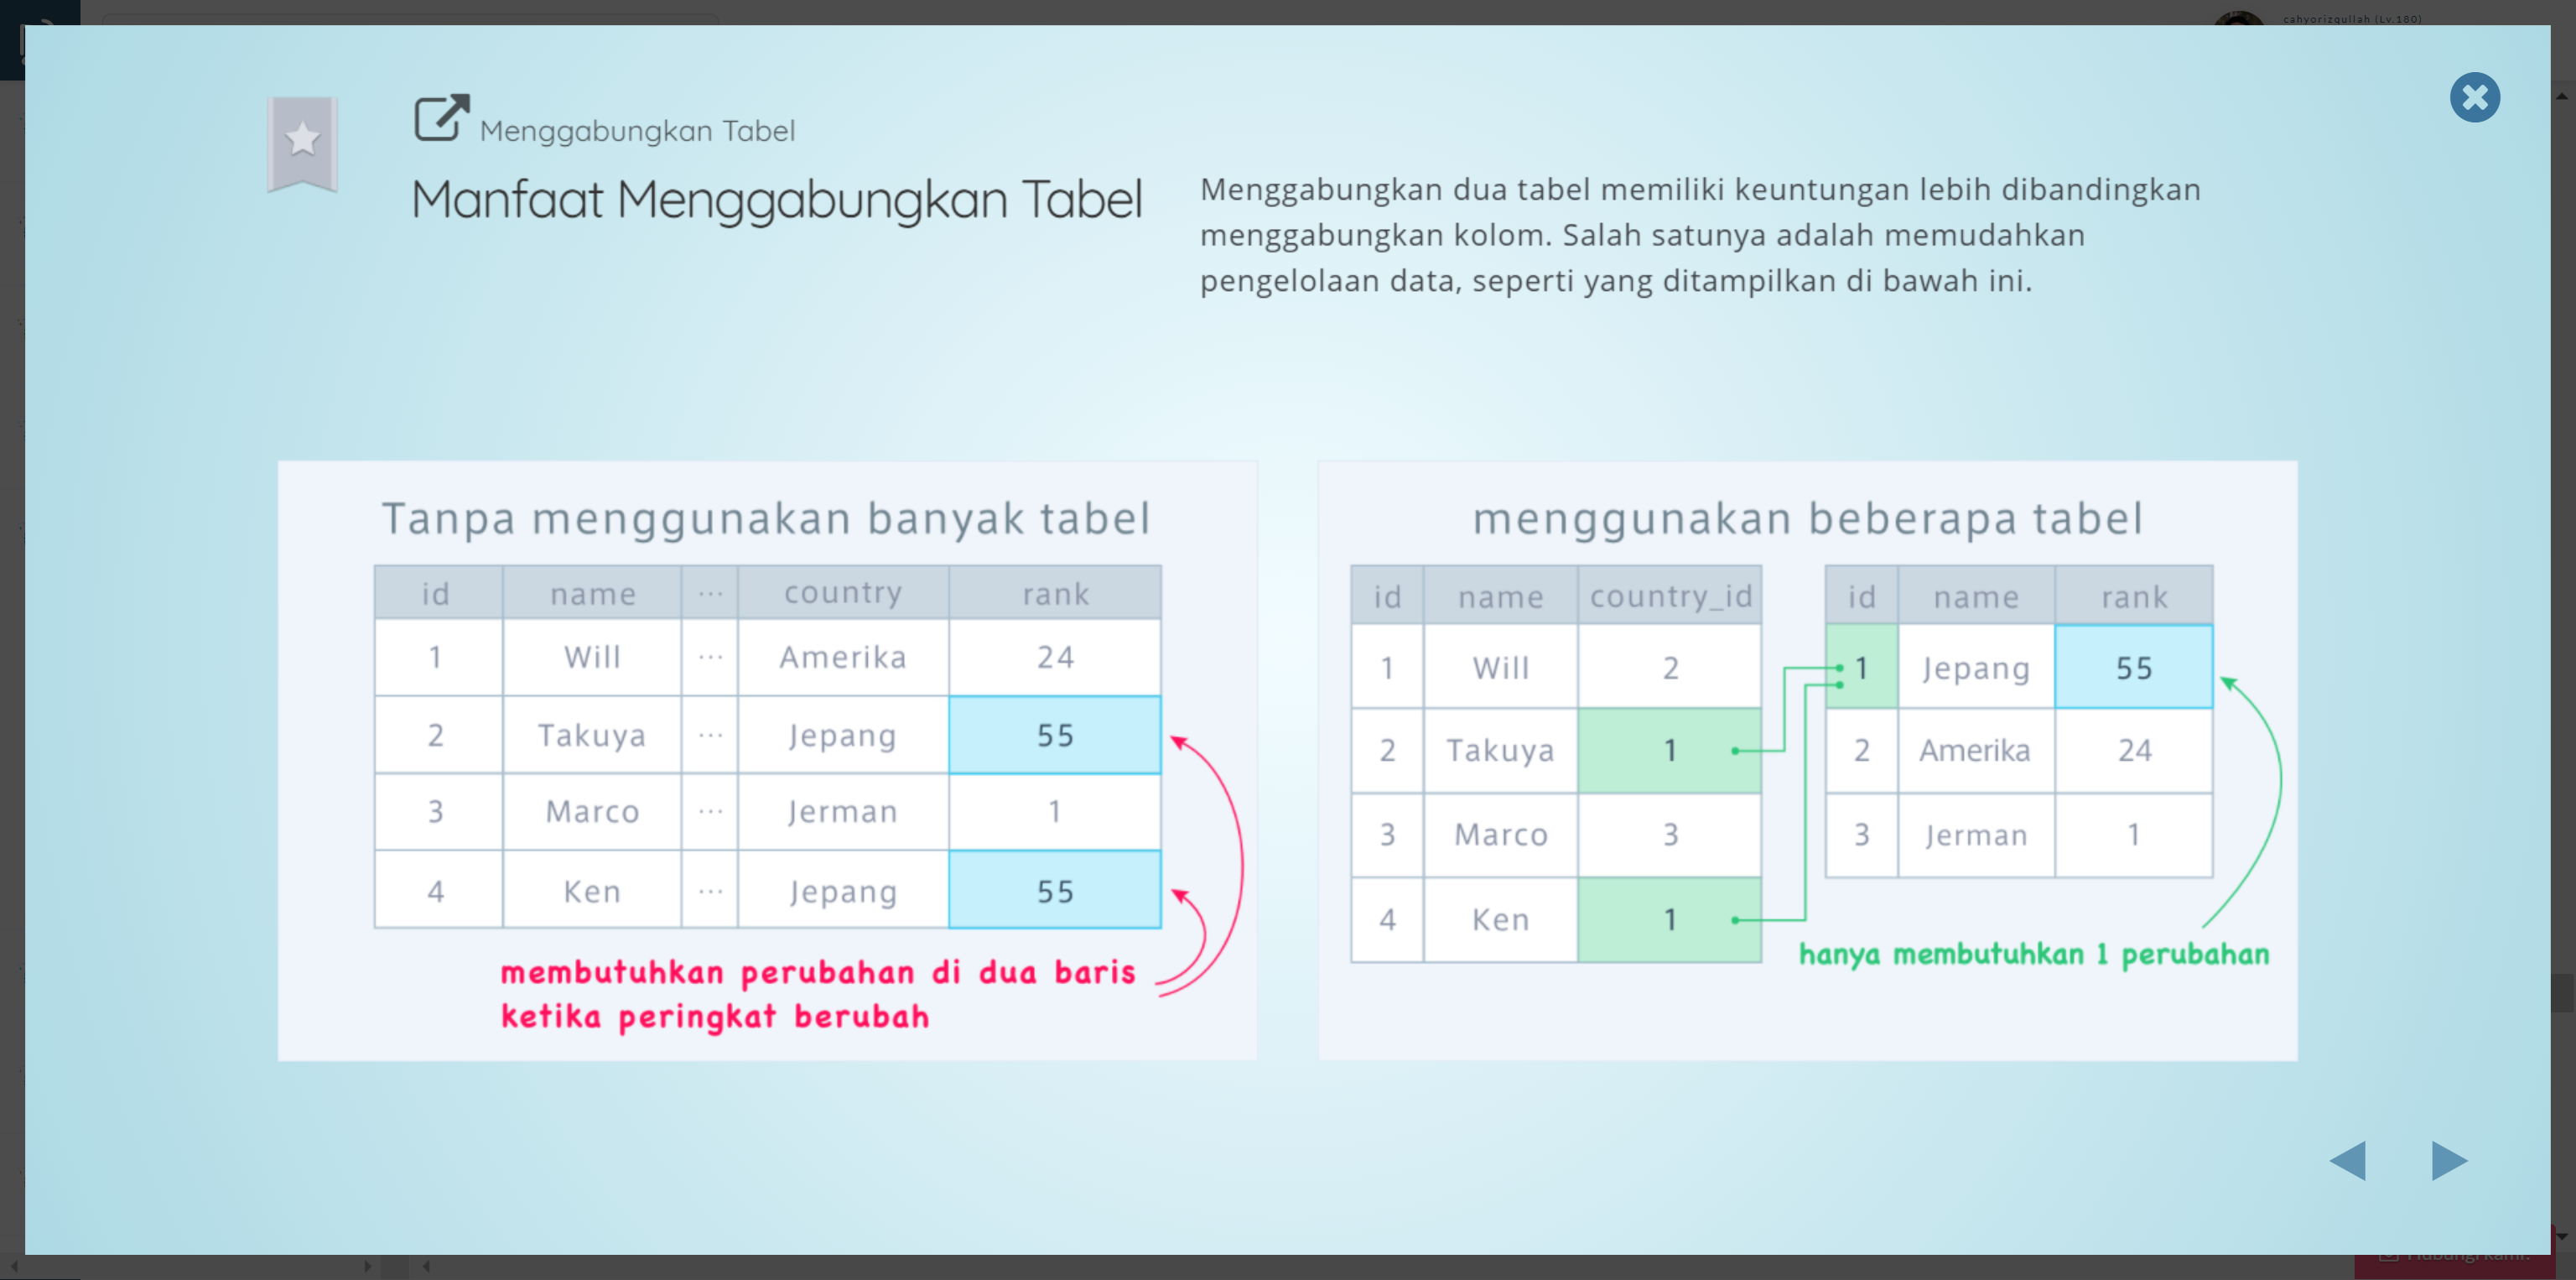 cahyorizqullah (Lv.180)
Menggabungkan Tabel
Manfaat Menggabungkan Tabel
Menggabungkan dua tabel memiliki keuntungan lebih dibandingkan
menggabungkan kolom. Salah satunya adalah memudahkan
pengelolaan data, seperti yang ditampilkan di bawah ini.
Tanpa menggunakan banyak tabel
id name ... country rank
1 Will ... Amerika 24
2 Takuya ... Jepang 55
3 Marco ... Jerman 1
4 Ken ... Jepang 55
membutuhkan perubahan di dua baris
ketika peringkat berubah
menggunakan beberapa tabel
id name country_id
1 Will 2
2 Takuya 1
3 Marco 3
4 Ken 1
id name rank
1 Jepang 55
2 Amerika 24
3 Jerman 1
hanya membutuhkan 1 perubahan